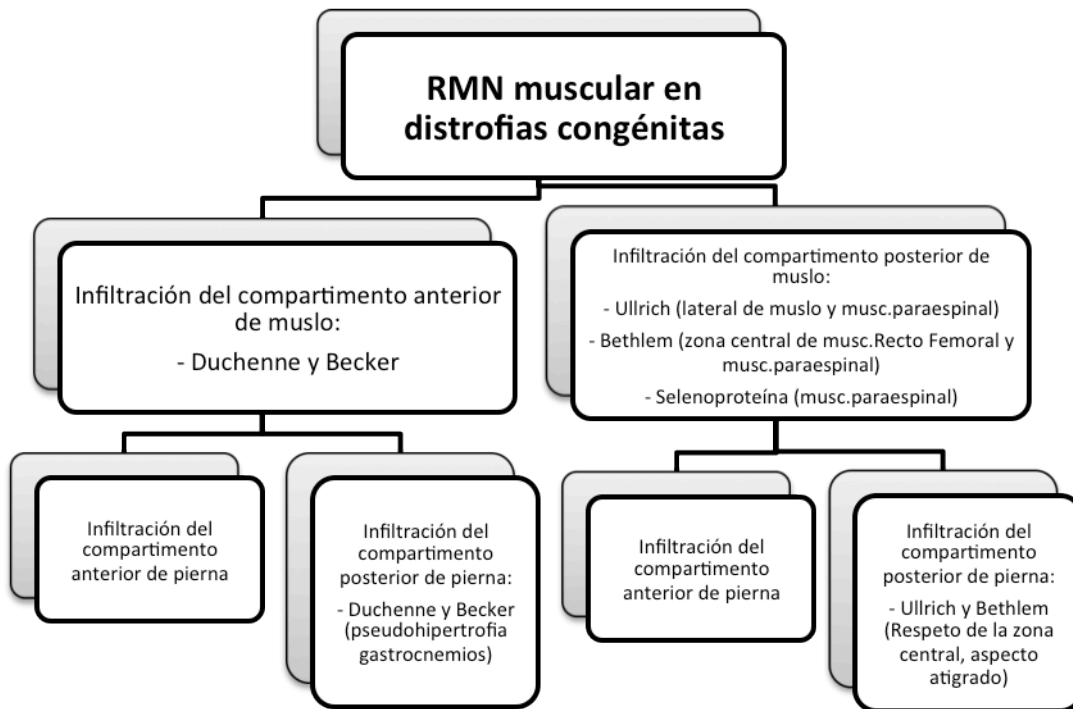 RMN muscular en
distrofias congénitas
Infiltración del compartimento anterior
de muslo:
- Duchenne y Becker
Infiltración del compartimento posterior de
muslo:
- Ullrich (lateral de muslo y musc.paraespinal)
- Bethlem (zona central de musc.Recto Femoral y
musc.paraespinal)
- Selenoproteína (musc.paraespinal)
Infiltración del
compartimento
anterior de pierna
Infiltración del
compartimento
posterior de pierna:
- Duchenne y Becker
(pseudohipertrofia
gastrocnemios)
Infiltración del
compartimento
anterior de pierna
Infiltración del
compartimento
posterior de pierna:
- Ullrich y Bethlem
(Respeto de la zona
central, aspecto
atigrado)